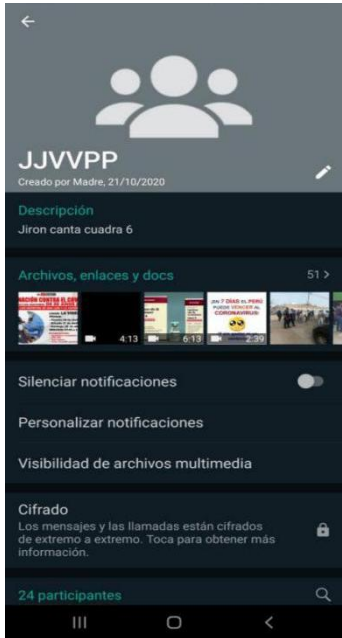 JJVVPP
Creado por Madre, 21/10/2020
Descripción
Jiron canta cuadra 6
Archivos, enlaces y docs
51 >
4:13
6:13
¡EN 7 DÍAS EL PERÚ
PUEDE VENCER AL
CORONAVIRUS!
2:39
Silenciar notificaciones
Personalizar notificaciones
Visibilidad de archivos multimedia
Cifrado
Los mensajes y las llamadas están cifrados
de extremo a extremo. Toca para obtener más
información.
24 participantes